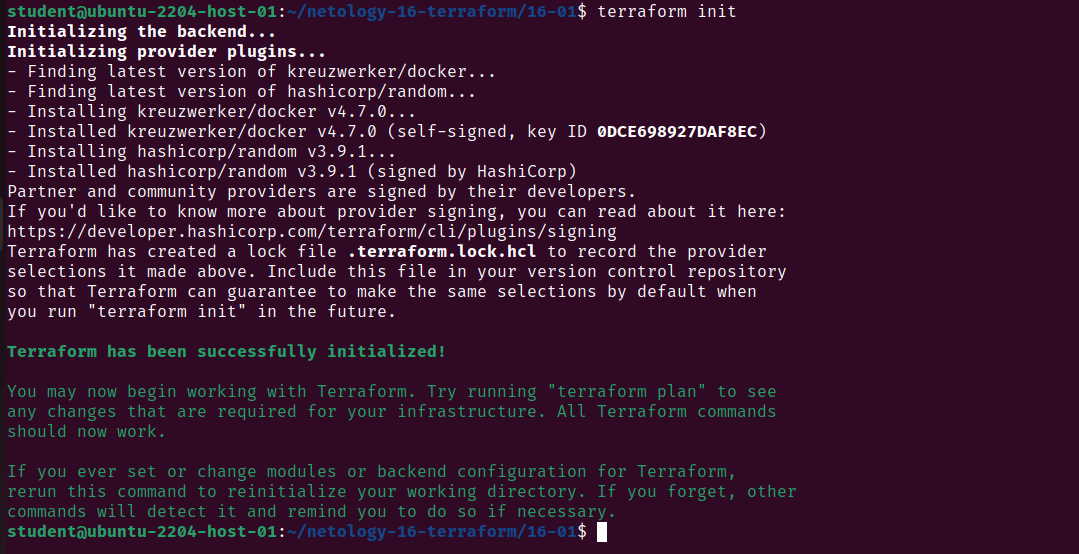 student@ubuntu-2204-host-01:~/netology-16-terraform/16-01$ terraform init
Initializing the backend...
Initializing provider plugins...
- Finding latest version of kreuzwerker/docker...
- Finding latest version of hashicorp/random...
- Installing kreuzwerker/docker v4.7.0...
- Installed kreuzwerker/docker v4.7.0 (self-signed, key ID 0DCE698927DAF8EC)
- Installing hashicorp/random v3.9.1...
- Installed hashicorp/random v3.9.1 (signed by HashiCorp)
Partner and community providers are signed by their developers.
If you'd like to know more about provider signing, you can read about it here:
https://developer.hashicorp.com/terraform/cli/plugins/signing
Terraform has created a lock file .terraform.lock.hcl to record the provider
selections it made above. Include this file in your version control repository
so that Terraform can guarantee to make the same selections by default when
you run "terraform init" in the future.
Terraform has been successfully initialized!
You may now begin working with Terraform. Try running "terraform plan" to see
any changes that are required for your infrastructure. All Terraform commands
should now work.
If you ever set or change modules or backend configuration for Terraform,
rerun this command to reinitialize your working directory. If you forget, other
commands will detect it and remind you to do so if necessary.
student@ubuntu-2204-host-01:~/netology-16-terraform/16-01$